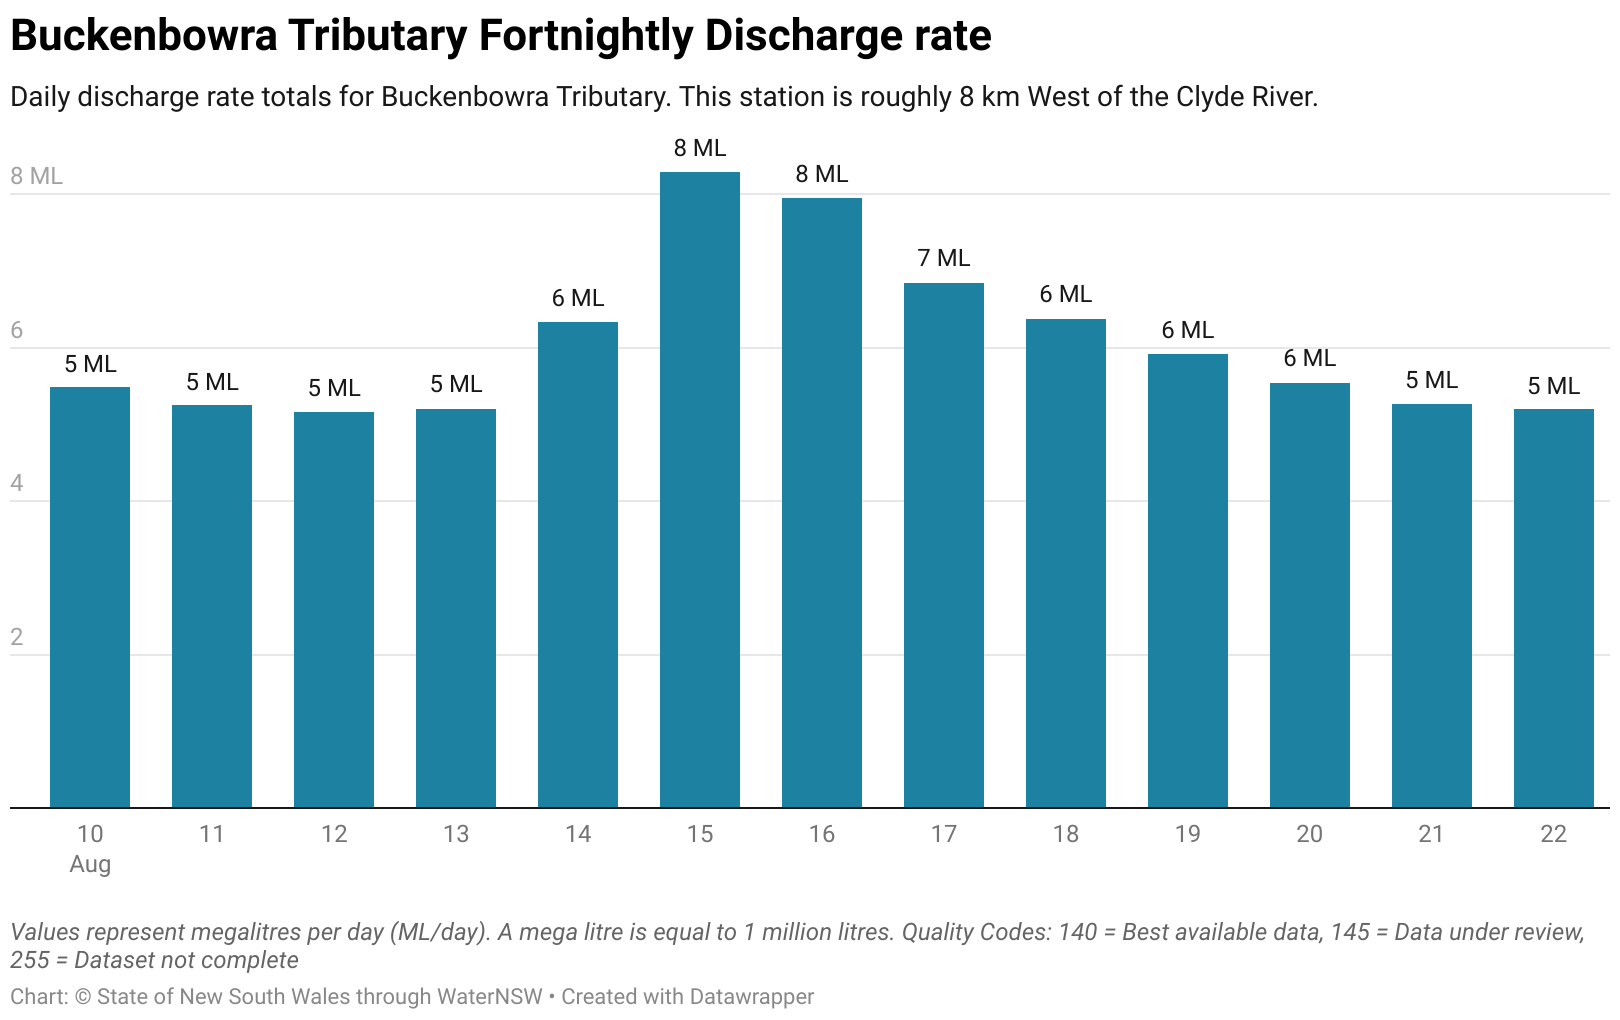 Buckenbowra Tributary Fortnightly Discharge rate
Daily discharge rate totals for Buckenbowra Tributary. This station is roughly 8 km West of the Clyde River.
8 ML
6
4
2
5 ML
5 ML
5 ML
5 ML
6 ML
8 ML
8 ML
7 ML
6 ML
6 ML
6 ML
5 ML
5 ML
10 11 12 13 14 15 16 17 18 19 20 21 22
Aug
Values represent megalitres per day (ML/day). A mega litre is equal to 1 million litres. Quality Codes: 140 = Best available data, 145 = Data under review,
255 = Dataset not complete
Chart: © State of New South Wales through WaterNSW • Created with Datawrapper